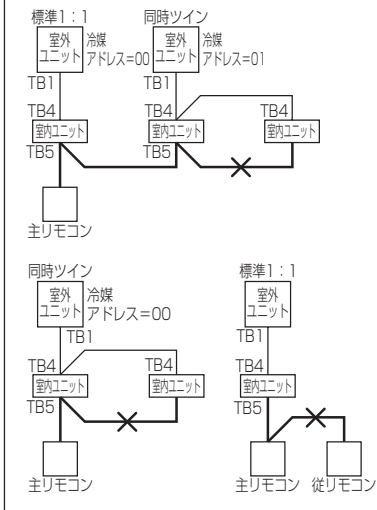 標準1：1
同時ツイン
室外
ユニット
冷媒
アドレス=00
室外
ユニット
冷媒
アドレス=01
TB1
TB1
TB4
TB4
TB4
室内ユニット
室内ユニット
室内ユニット
TB5
TB5
主リモコン
同時ツイン
標準1：1
室外
ユニット
冷媒
アドレス=00
室外
ユニット
TB1
TB1
TB4
TB4
TB4
室内ユニット
室内ユニット
室内ユニット
TB5
TB5
主リモコン
主リモコン
従リモコン